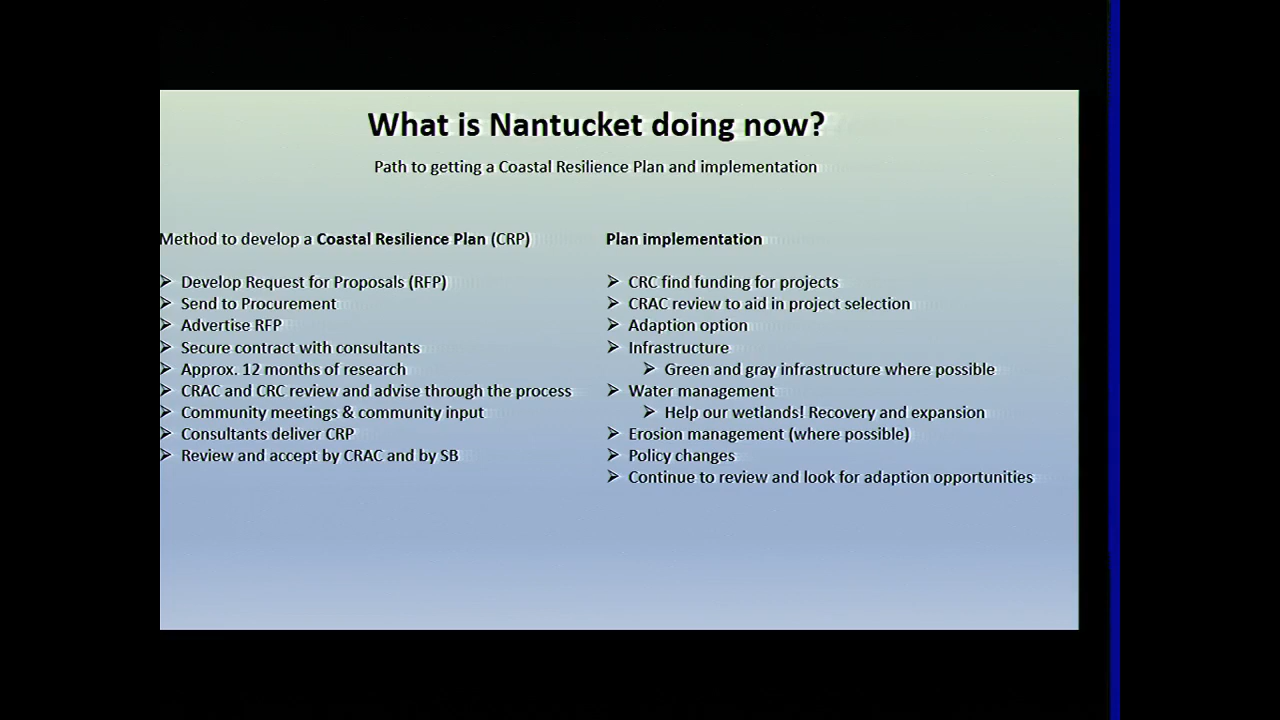 What is Nantucket doing now?
Path to getting a Coastal Resilience Plan and implementation
Method to develop a Coastal Resilience Plan (CRP)
Develop Request for Proposals (RFP)
Send to Procurement
Advertise RFP
Secure contract with consultants
Approx. 12 months of research
CRAC and CRC review and advise through the process
Community meetings & community input
Consultants deliver CRP
Review and accept by CRAC and by SB
Plan implementation
CRC find funding for projects
CRAC review to aid in project selection
Adaption option
Infrastructure
Green and gray infrastructure where possible
Water management
Help our wetlands! Recovery and expansion
Erosion management (where possible)
Policy changes
Continue to review and look for adaption opportunities